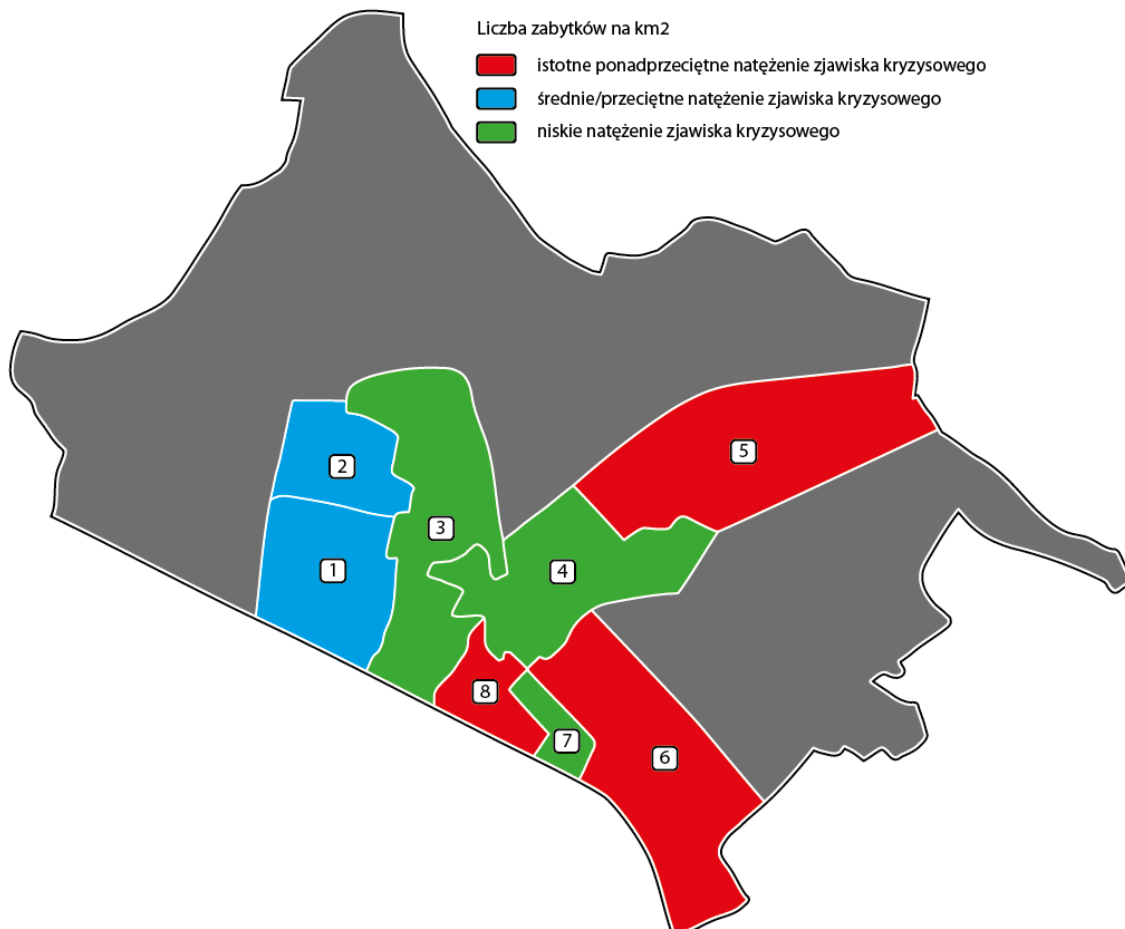 Liczba zabytków na km2
istotne ponadprzeciętne natężenie zjawiska kryzysowego
średnie/przeciętne natężenie zjawiska kryzysowego
niskie natężenie zjawiska kryzysowego
5
2
3
4
1
8
7
6